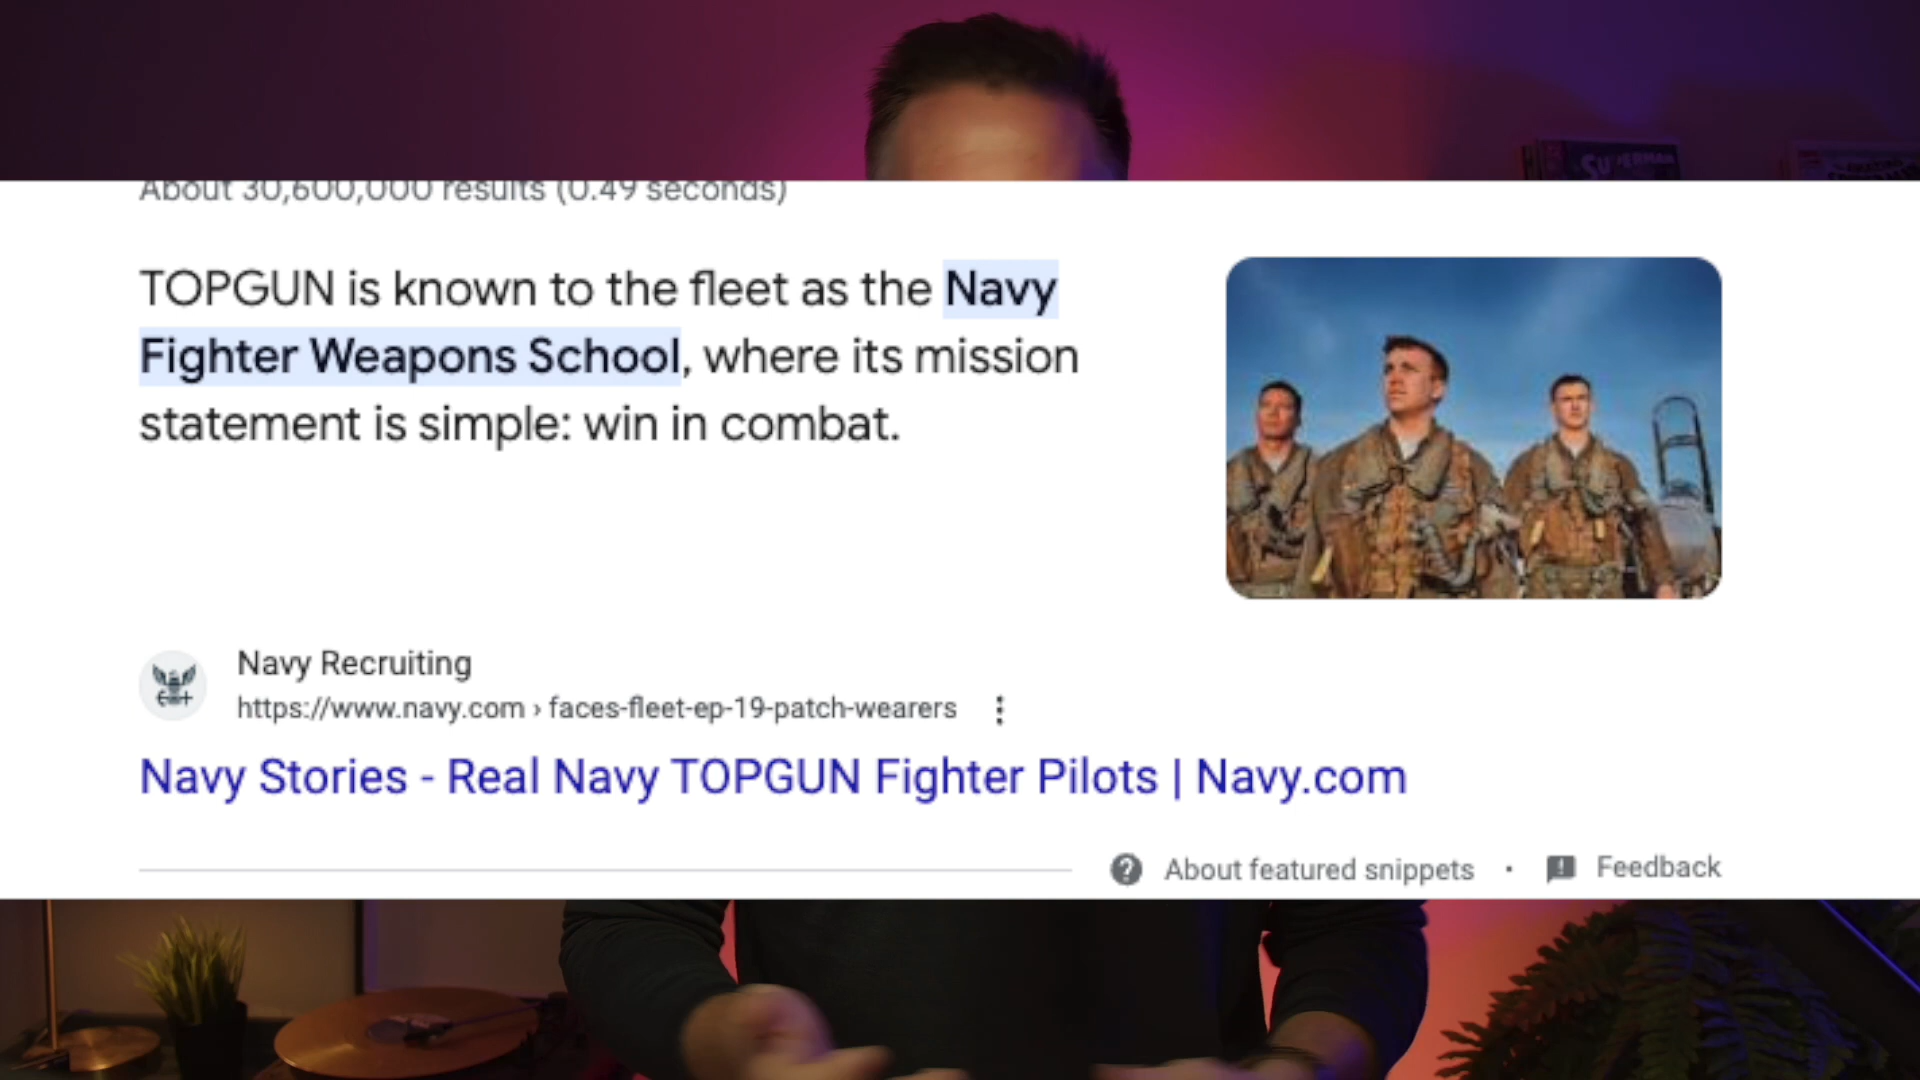 SUPERMAN
About 30,600,000 results (0.49 seconds)
TOPGUN is known to the fleet as the Navy
Fighter Weapons School, where its mission
statement is simple: win in combat.
Navy Recruiting
https://www.navy.com › faces-fleet-ep-19-patch-wearers
Navy Stories - Real Navy TOPGUN Fighter Pilots | Navy.com
About featured snippets · Feedback